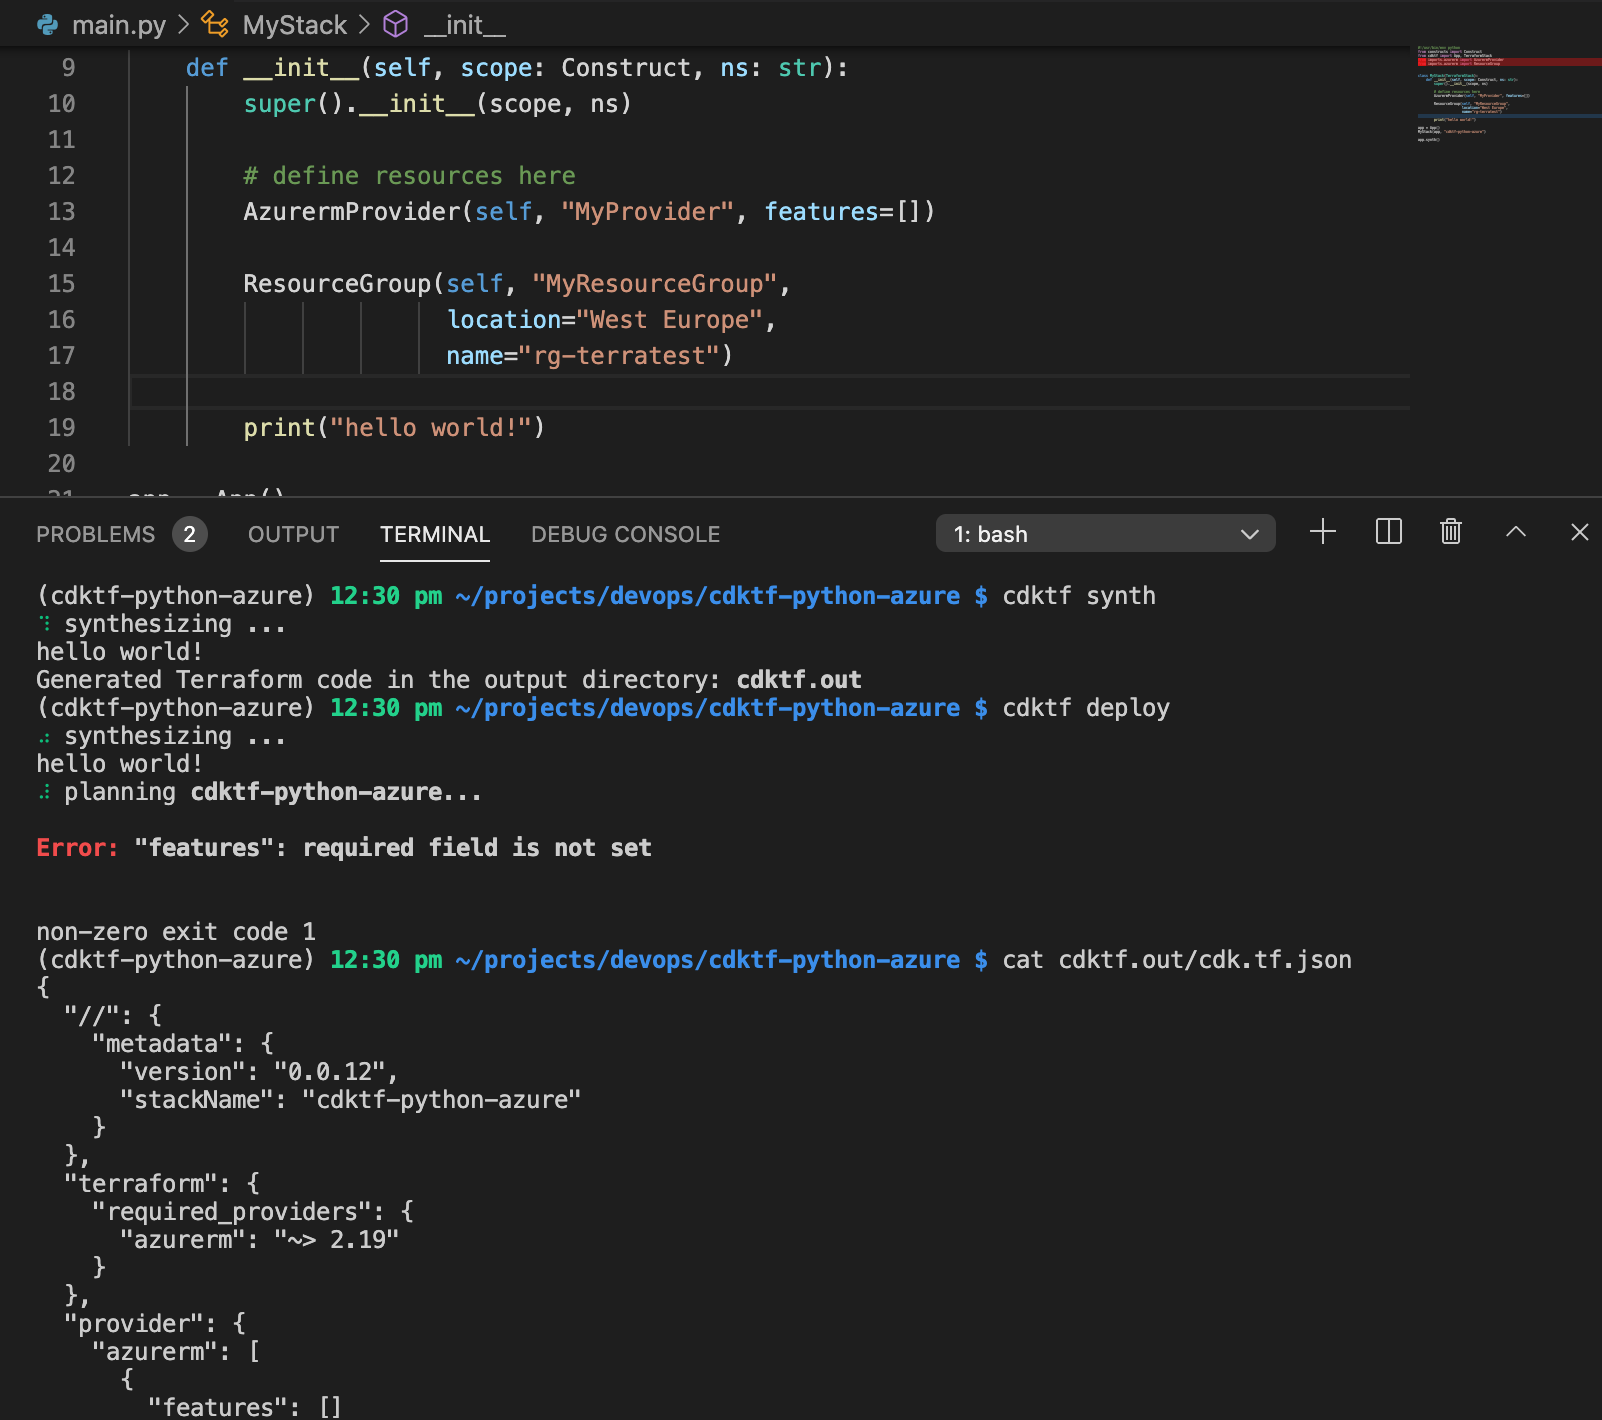 main.py > MyStack > __init__
9 def __init__(self, scope: Construct, ns: str):
10 super().__init__(scope, ns)
11
12 # define resources here
13 AzurermProvider(self, "MyProvider", features=[])
14
15 ResourceGroup(self, "MyResourceGroup",
16 location="West Europe",
17 name="rg-terratest")
18
19 print("hello world!")
20
21 app = App()
PROBLEMS 2 OUTPUT TERMINAL DEBUG CONSOLE 1: bash
(cdktf-python-azure) 12:30 pm ~/projects/devops/cdktf-python-azure $ cdktf synth
synthesizing ...
hello world!
Generated Terraform code in the output directory: cdktf.out
(cdktf-python-azure) 12:30 pm ~/projects/devops/cdktf-python-azure $ cdktf deploy
synthesizing ...
hello world!
planning cdktf-python-azure...
Error: "features": required field is not set
non-zero exit code 1
(cdktf-python-azure) 12:30 pm ~/projects/devops/cdktf-python-azure $ cat cdktf.out/cdk.tf.json
{
"//": {
"metadata": {
"version": "0.0.12",
"stackName": "cdktf-python-azure"
}
},
"terraform": {
"required_providers": {
"azurerm": "~> 2.19"
}
},
"provider": {
"azurerm": [
{
"features": []